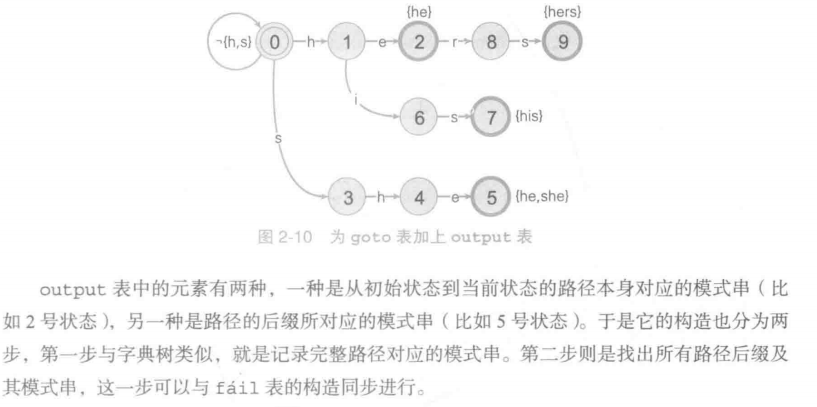 {he}
{hers}
¬{h,s} 0 h 1 e 2 r 8 s 9
i
6 s 7 {his}
s
3 h 4 e 5 {he,she}
图 2-10 为 goto 表加上 output 表
output 表中的元素有两种，一种是从初始状态到当前状态的路径本身对应的模式串（比
如 2 号状态），另一种是路径的后缀所对应的模式串（比如 5 号状态）。于是它的构造也分为两
步，第一步与字典树类似，就是记录完整路径对应的模式串。第二步则是找出所有路径后缀及
其模式串，这一步可以与 fáil 表的构造同步进行。